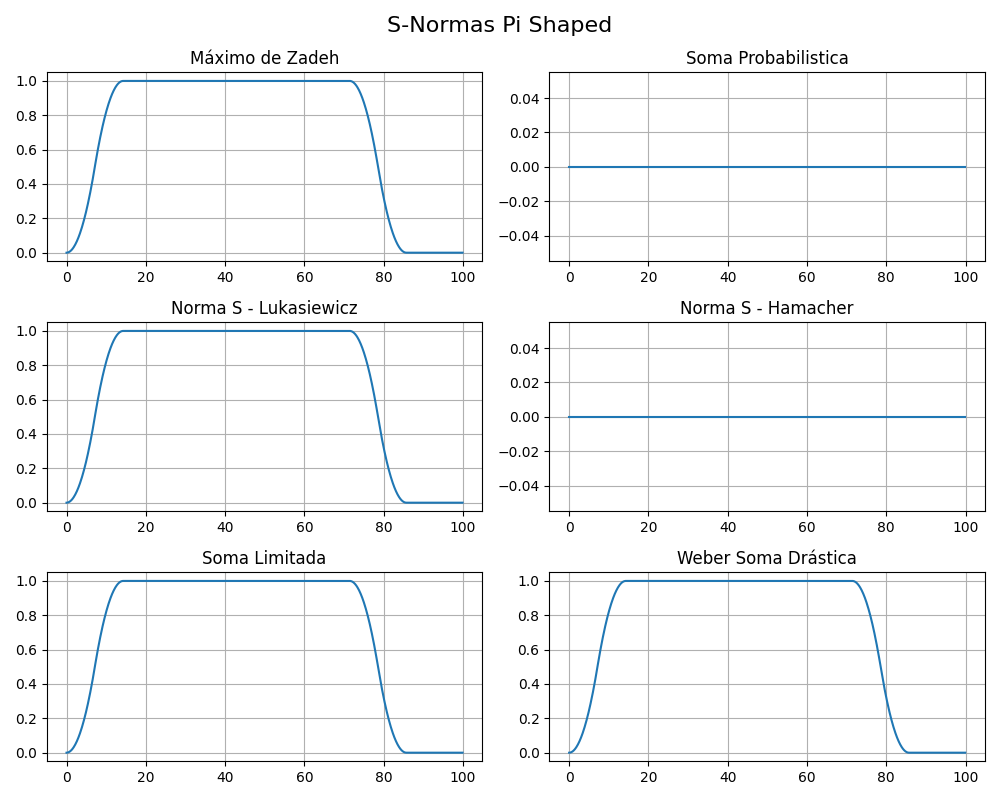 S-Normas Pi Shaped
Máximo de Zadeh
1.0
0.8
0.6
0.4
0.2
0.0
0 20 40 60 80 100
Soma Probabilistica
0.04
0.02
0.00
−0.02
−0.04
0 20 40 60 80 100
Norma S - Lukasiewicz
1.0
0.8
0.6
0.4
0.2
0.0
0 20 40 60 80 100
Norma S - Hamacher
0.04
0.02
0.00
−0.02
−0.04
0 20 40 60 80 100
Soma Limitada
1.0
0.8
0.6
0.4
0.2
0.0
0 20 40 60 80 100
Weber Soma Drástica
1.0
0.8
0.6
0.4
0.2
0.0
0 20 40 60 80 100